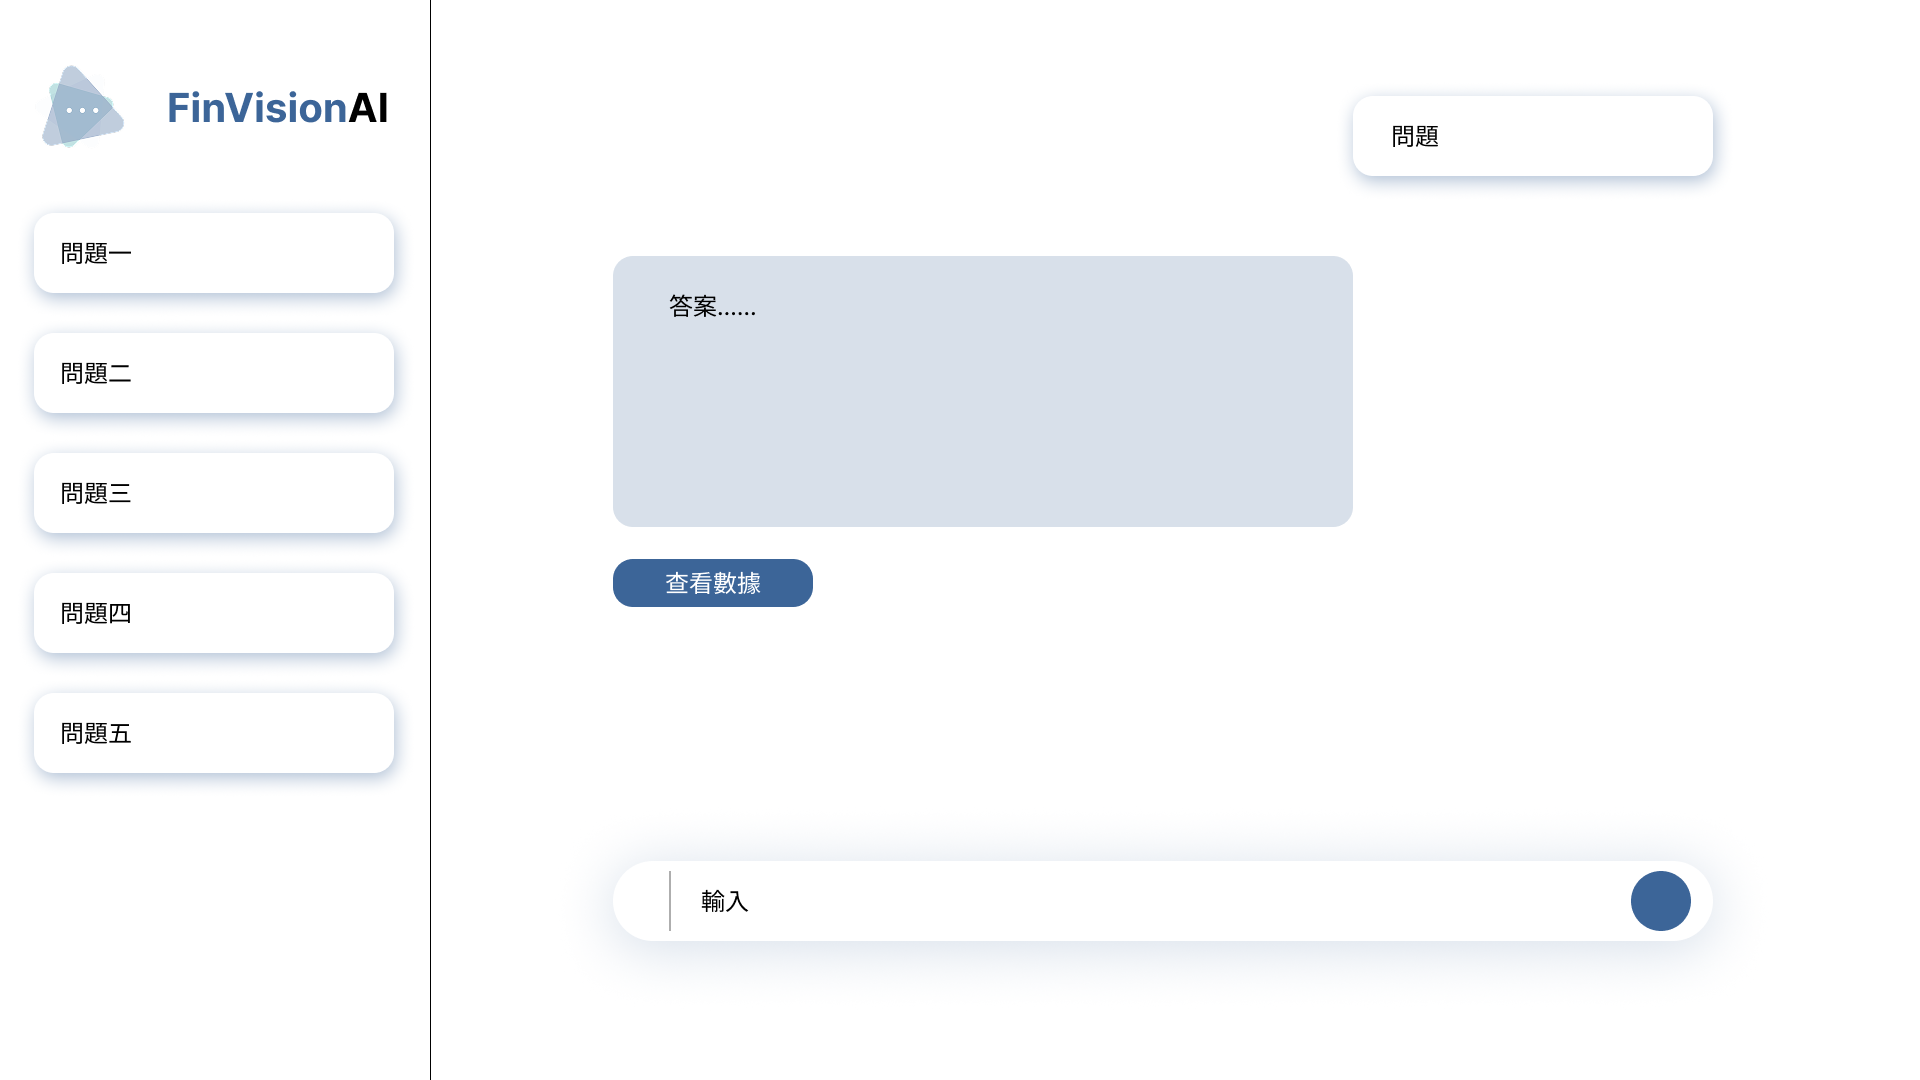 FinVisionAI
問題一
問題二
問題三
問題四
問題五
問題
答案......
查看數據
輸入